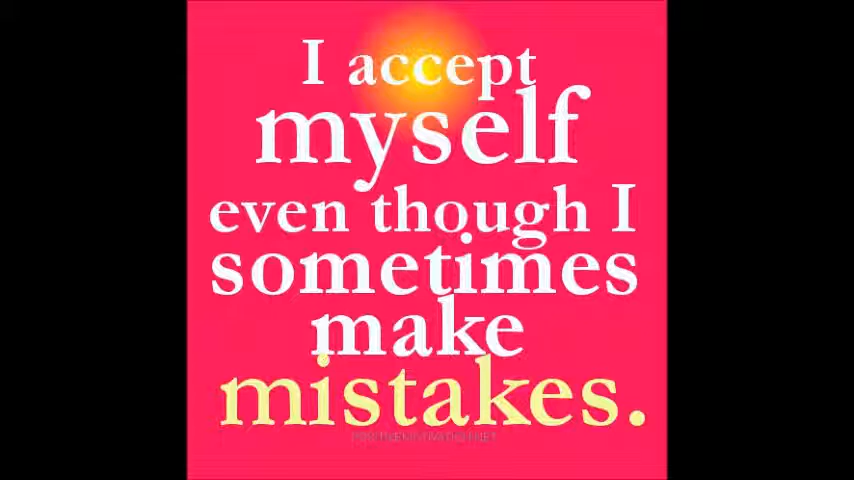 I accept
myself
even though I
sometimes
make
mistakes.